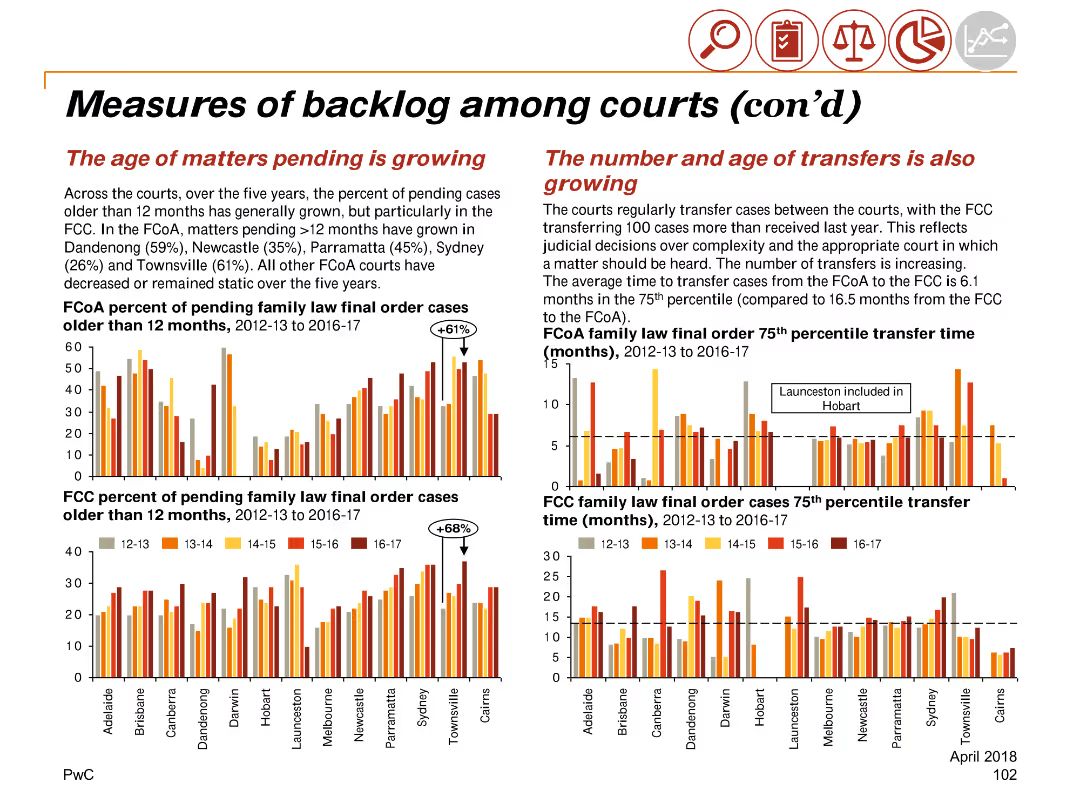 Measures of backlog among courts (con’d)
The age of matters pending is growing
Across the courts, over the five years, the percent of pending cases
older than 12 months has generally grown, but particularly in the
FCC. In the FCoA, matters pending >12 months have grown in
Dandenong (59%), Newcastle (35%), Parramatta (45%), Sydney
(26%) and Townsville (61%). All other FCoA courts have
decreased or remained static over the five years.
FCoA percent of pending family law final order cases
older than 12 months, 2012-13 to 2016-17
+61%
60
50
40
30
20
10
0
FCC percent of pending family law final order cases
older than 12 months, 2012-13 to 2016-17
+68%
12-13 13-14 14-15 15-16 16-17
40
30
20
10
0
Adelaide
Brisbane
Canberra
Dandenong
Darwin
Hobart
Launceston
Melbourne
Newcastle
Parramatta
Sydney
Townsville
Cairns
The number and age of transfers is also
growing
The courts regularly transfer cases between the courts, with the FCC
transferring 100 cases more than received last year. This reflects
judicial decisions over complexity and the appropriate court in which
a matter should be heard. The number of transfers is increasing.
The average time to transfer cases from the FCoA to the FCC is 6.1
months in the 75th percentile (compared to 16.5 months from the FCC
to the FCoA).
FCoA family law final order 75th percentile transfer time
(months), 2012-13 to 2016-17
15
10
5
0
Launceston included in
Hobart
FCC family law final order cases 75th percentile transfer
time (months), 2012-13 to 2016-17
12-13 13-14 14-15 15-16 16-17
30
25
20
15
10
5
0
Adelaide
Brisbane
Canberra
Dandenong
Darwin
Hobart
Launceston
Melbourne
Newcastle
Parramatta
Sydney
Townsville
Cairns
April 2018
PwC
102